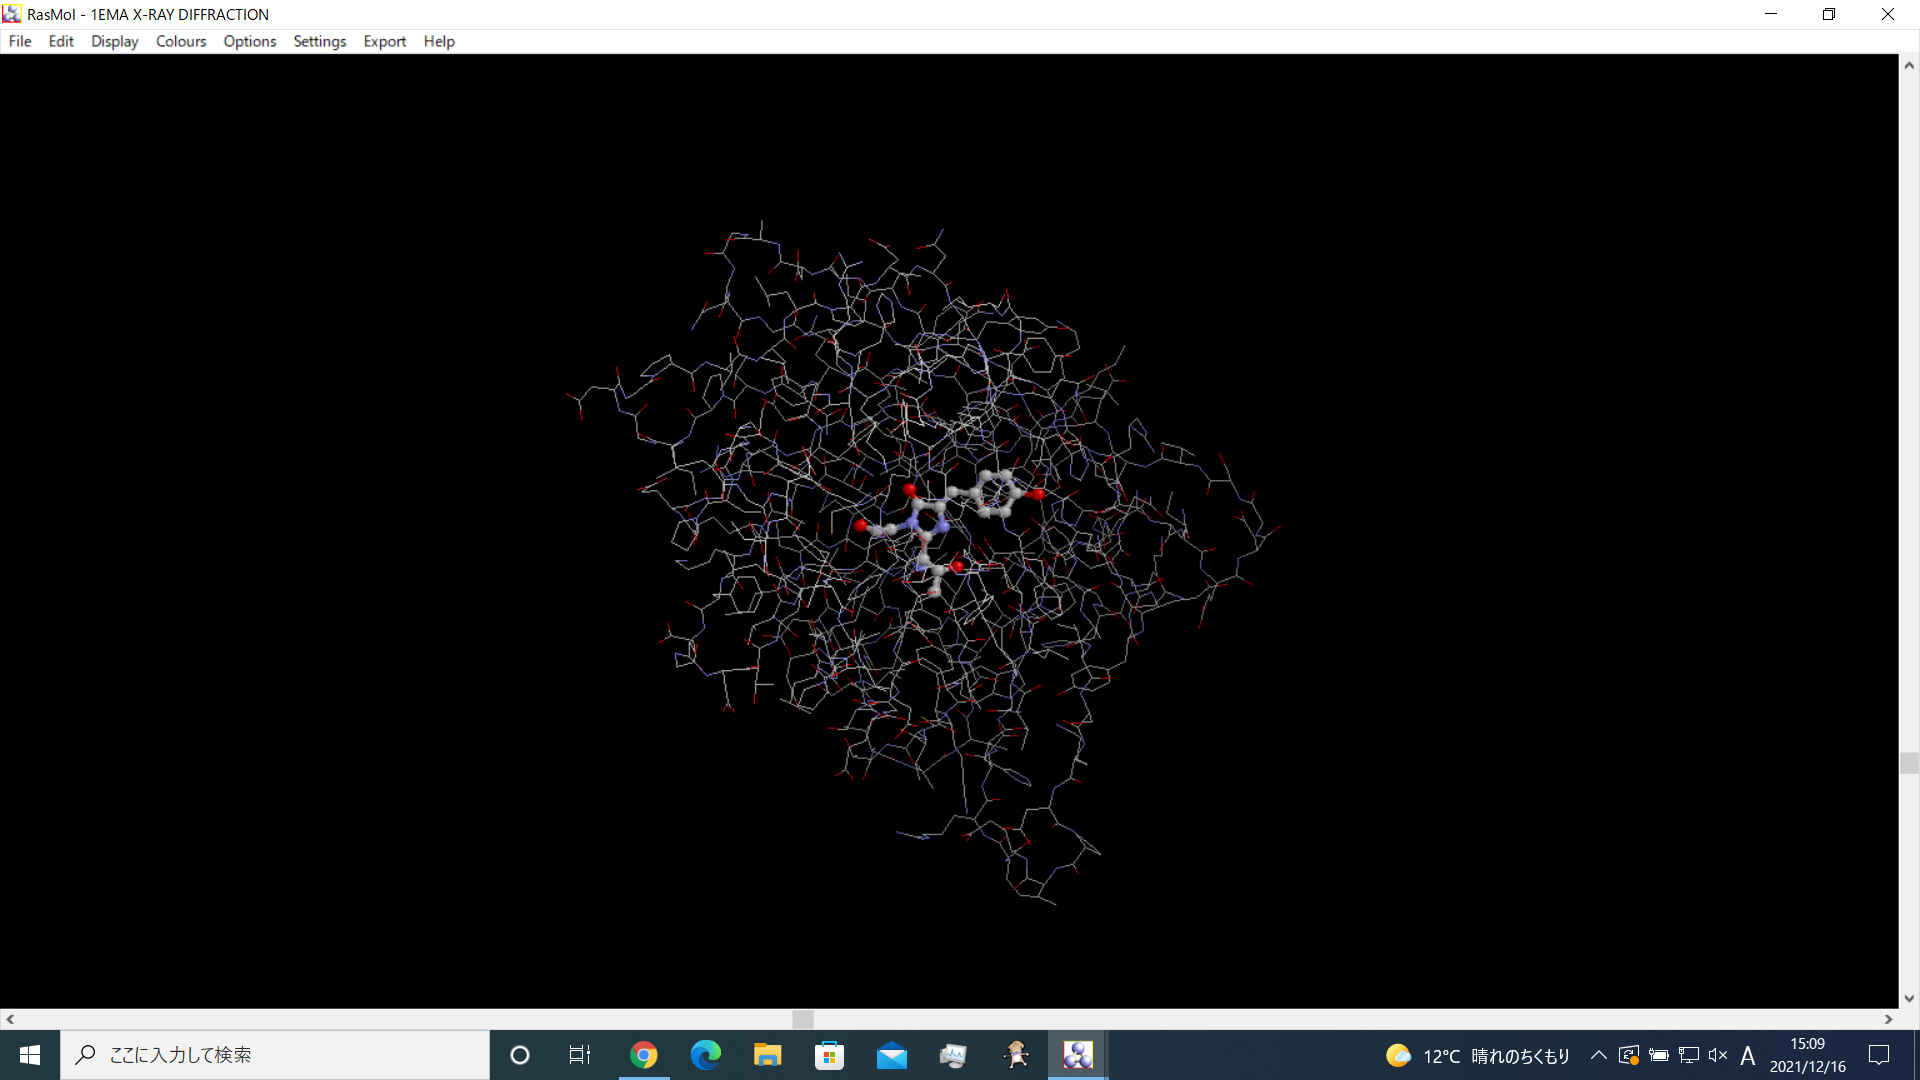 RasMol - 1EMA X-RAY DIFFRACTION
File Edit Display Colours Options Settings Export Help
ここに入力して検索
12°C 晴れのちくもり
A
15:09
2021/12/16